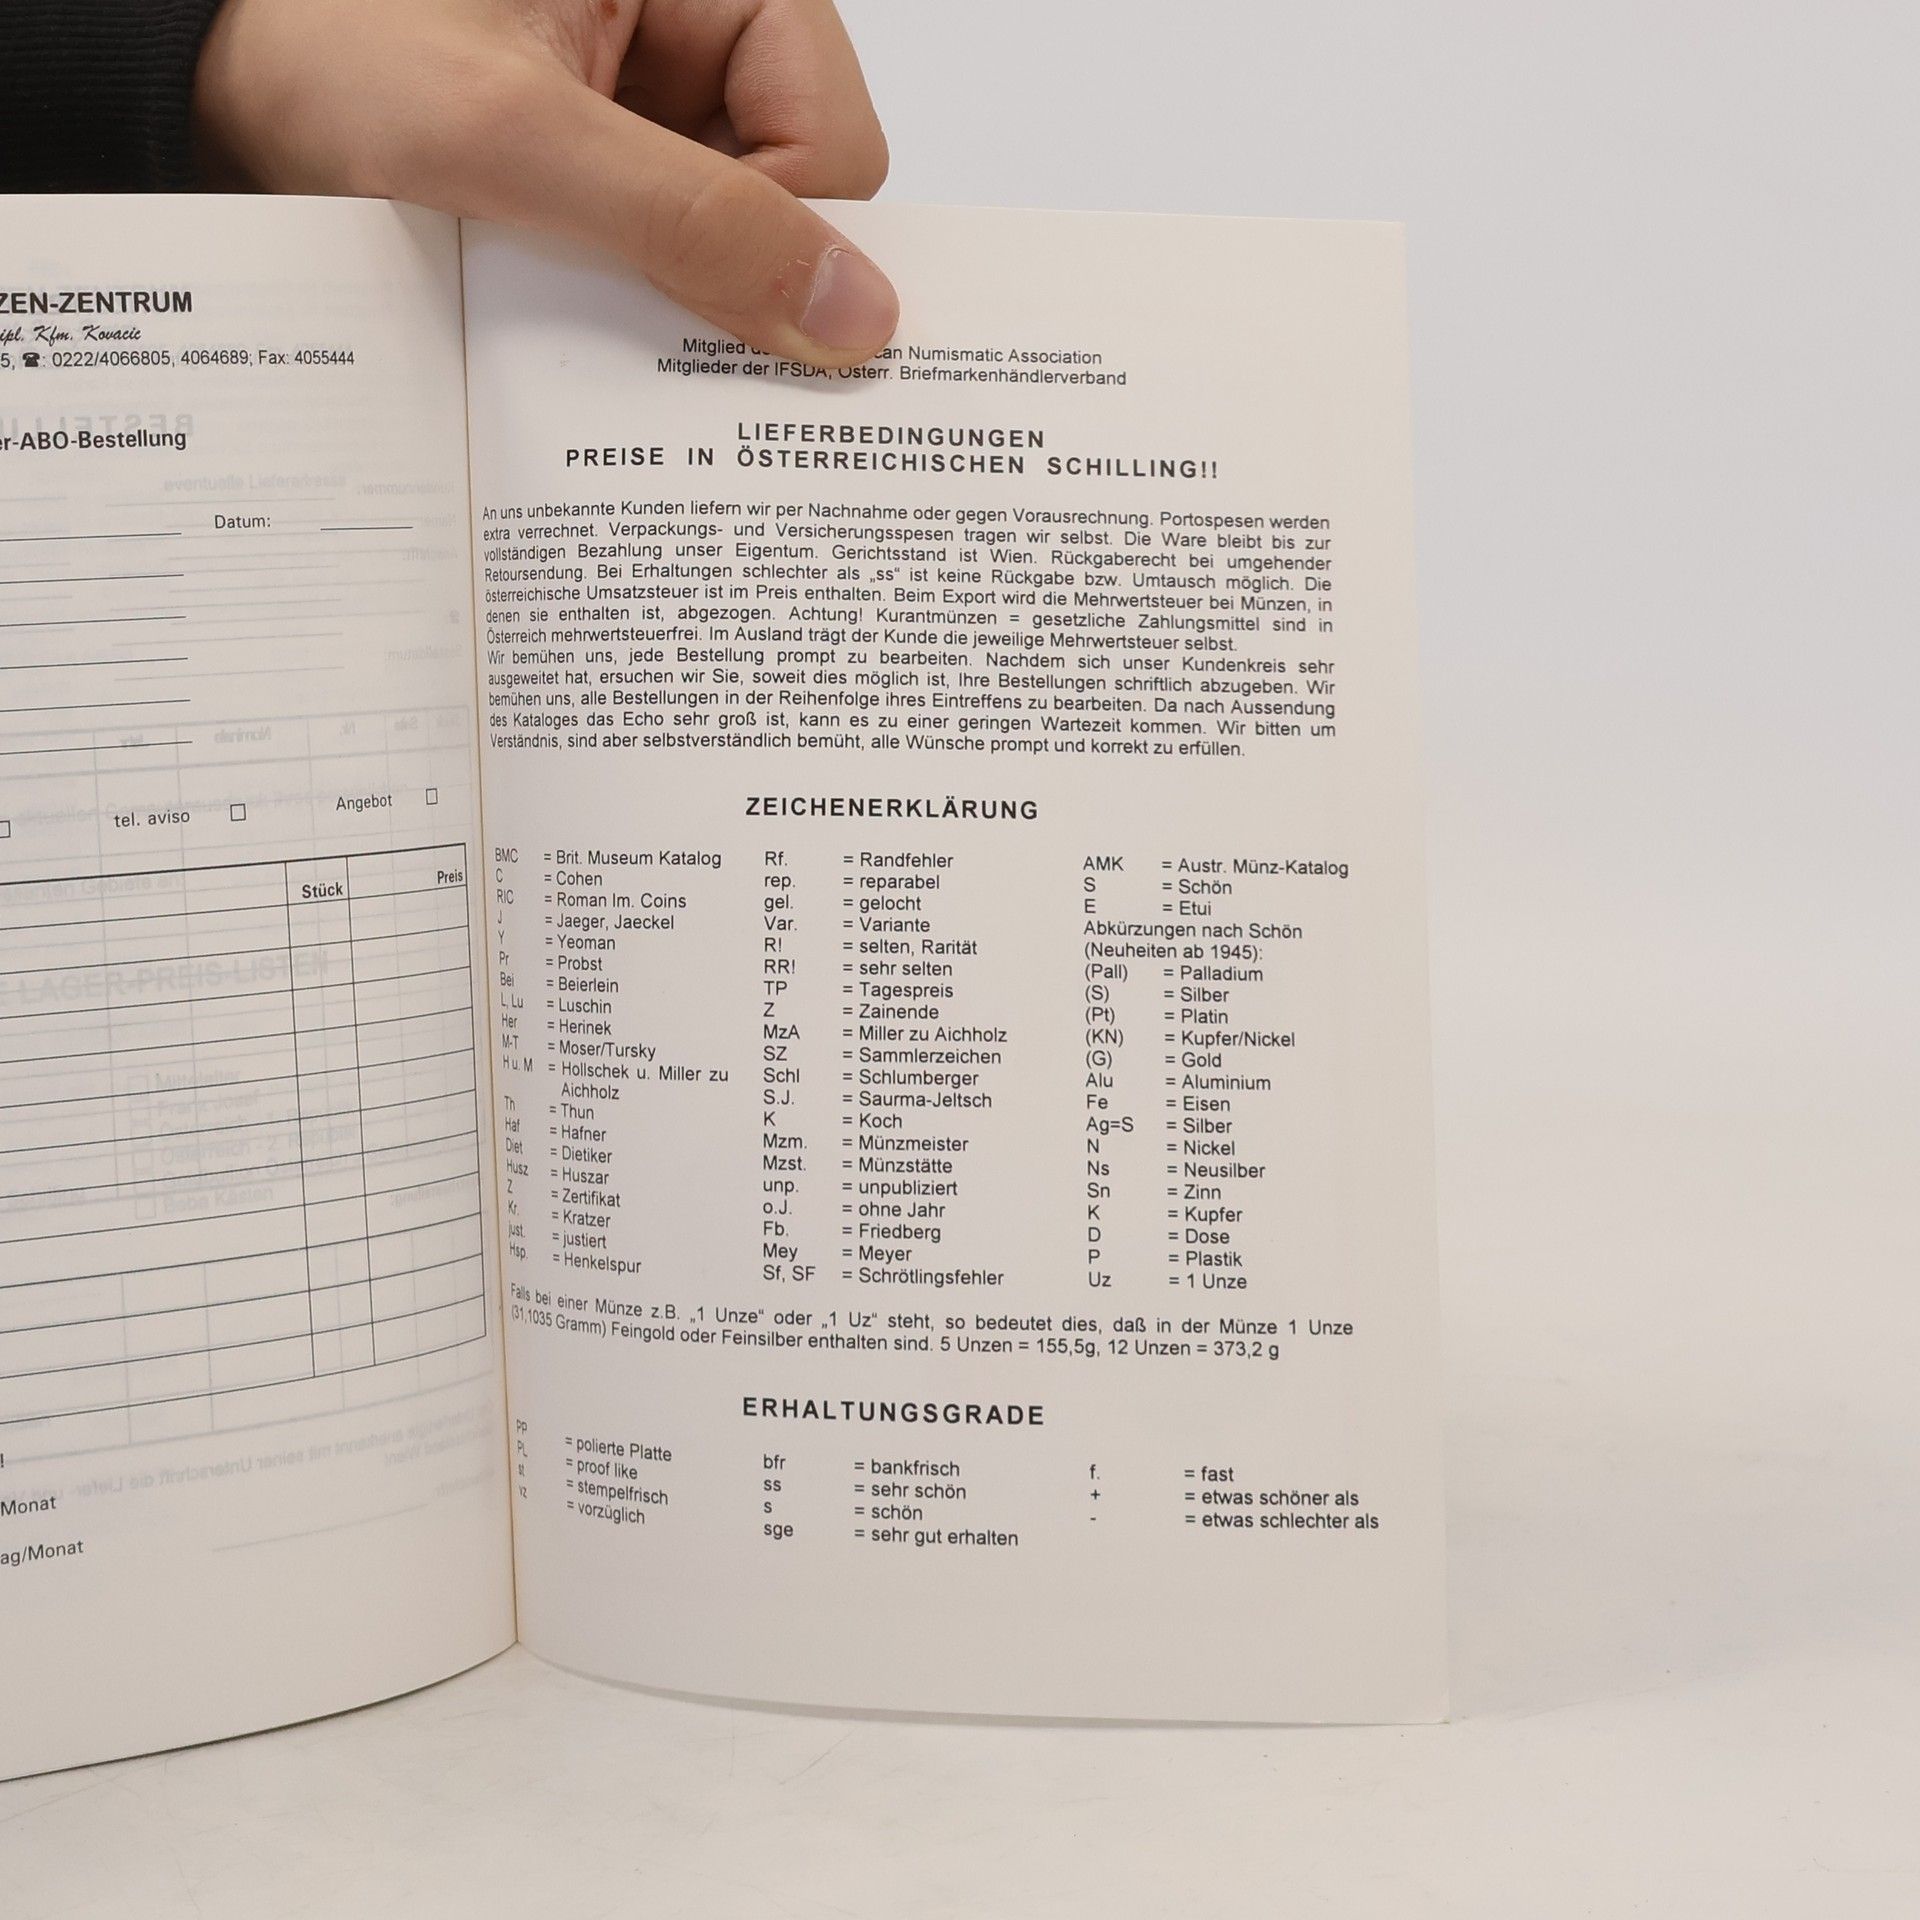 ZEN-ZENTRUM
ipl. Kfm. Kovacic
5, ☎: 0222/4066805, 4064689; Fax: 4055444
er-ABO-Bestellung
Datum:
tel. aviso
Angebot
Stück Preis
!
/Monat
ag/Monat
Mitglied can Numismatic Association
Mitglieder der IFSDA, Österr. Briefmarkenhändlerverband
LIEFERBEDINGUNGEN
PREISE IN ÖSTERREICHISCHEN SCHILLING!!
An uns unbekannte Kunden liefern wir per Nachnahme oder gegen Vorausrechnung. Portospesen werden
extra verrechnet. Verpackungs- und Versicherungsspesen tragen wir selbst. Die Ware bleibt bis zur
vollständigen Bezahlung unser Eigentum. Gerichtsstand ist Wien. Rückgaberecht bei umgehender
Retoursendung. Bei Erhaltungen schlechter als „ss“ ist keine Rückgabe bzw. Umtausch möglich. Die
österreichische Umsatzsteuer ist im Preis enthalten. Beim Export wird die Mehrwertsteuer bei Münzen, in
denen sie enthalten ist, abgezogen. Achtung! Kurantmünzen = gesetzliche Zahlungsmittel sind in
Österreich mehrwertsteuerfrei. Im Ausland trägt der Kunde die jeweilige Mehrwertsteuer selbst.
Wir bemühen uns, jede Bestellung prompt zu bearbeiten. Nachdem sich unser Kundenkreis sehr
ausgeweitet hat, ersuchen wir Sie, soweit dies möglich ist, Ihre Bestellungen schriftlich abzugeben. Wir
bemühen uns, alle Bestellungen in der Reihenfolge ihres Eintreffens zu bearbeiten. Da nach Aussendung
des Kataloges das Echo sehr groß ist, kann es zu einer geringen Wartezeit kommen. Wir bitten um
Verständnis, sind aber selbstverständlich bemüht, alle Wünsche prompt und korrekt zu erfüllen.
ZEICHENERKLÄRUNG
BMC = Brit. Museum Katalog
C = Cohen
RIC = Roman Im. Coins
J = Jaeger, Jaeckel
Y = Yeoman
Pr = Probst
Bei = Beierlein
L, Lu = Luschin
Her = Herinek
M-T = Moser/Tursky
H u. M = Hollschek u. Miller zu
Aichholz
Th = Thun
Haf = Hafner
Diet = Dietiker
Husz = Huszar
Z = Zertifikat
Kr. = Kratzer
just. = justiert
Hsp. = Henkelspur
Rf. = Randfehler
rep. = reparabel
gel. = gelocht
Var. = Variante
R! = selten, Rarität
RR! = sehr selten
TP = Tagespreis
Z = Zainende
MzA = Miller zu Aichholz
SZ = Sammlerzeichen
Schl = Schlumberger
S.J. = Saurma-Jeltsch
K = Koch
Mzm. = Münzmeister
Mzst. = Münzstätte
unp. = unpubliziert
o.J. = ohne Jahr
Fb. = Friedberg
Mey = Meyer
Sf, SF = Schrötlingsfehler
AMK = Austr. Münz-Katalog
S = Schön
E = Etui
Abkürzungen nach Schön
(Neuheiten ab 1945):
(Pall) = Palladium
(S) = Silber
(Pt) = Platin
(KN) = Kupfer/Nickel
(G) = Gold
Alu = Aluminium
Fe = Eisen
Ag=S = Silber
N = Nickel
Ns = Neusilber
Sn = Zinn
K = Kupfer
D = Dose
P = Plastik
Uz = 1 Unze
Falls bei einer Münze z.B. „1 Unze“ oder „1 Uz“ steht, so bedeutet dies, daß in der Münze 1 Unze
(31,1035 Gramm) Feingold oder Feinsilber enthalten sind. 5 Unzen = 155,5g, 12 Unzen = 373,2 g
ERHALTUNGSGRADE
PP = polierte Platte
PL = proof like
st = stempelfrisch
vz = vorzüglich
bfr = bankfrisch
ss = sehr schön
s = schön
sge = sehr gut erhalten
f. = fast
+ = etwas schöner als
- = etwas schlechter als